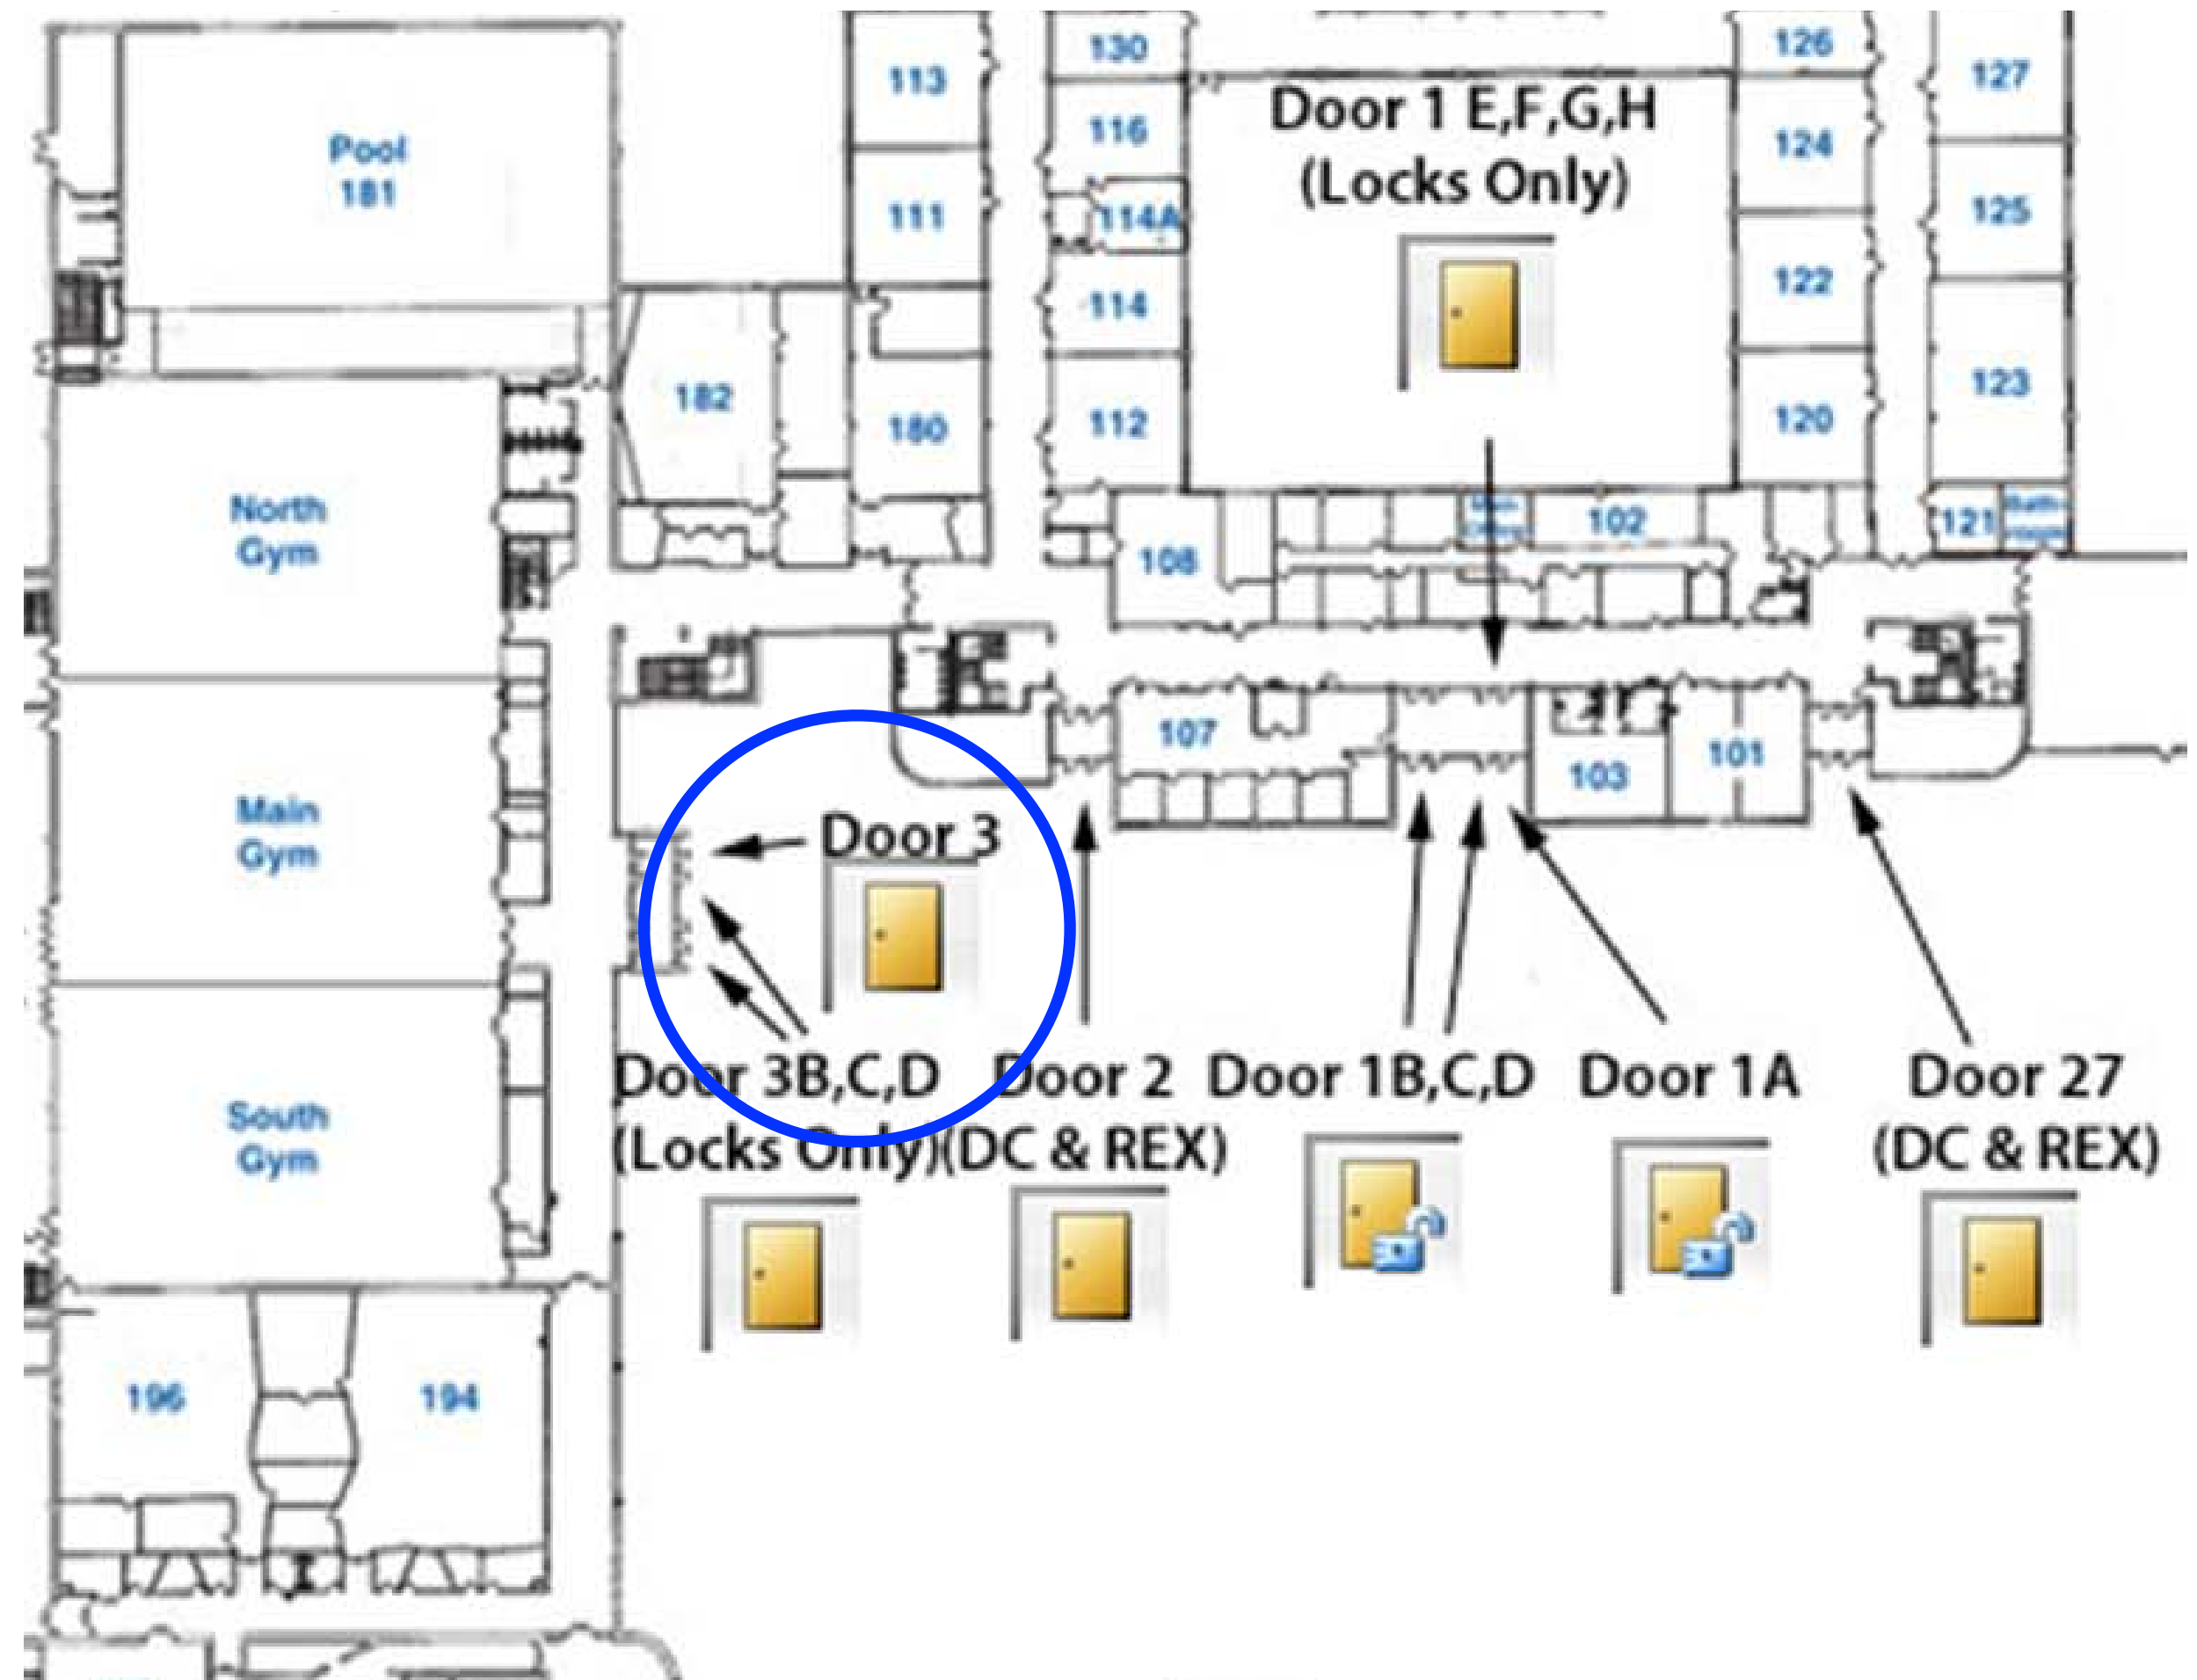 113
130
126
127
Door 1 E,F,G,H
(Locks Only)
Pool
181
116
124
111
114A
125
114
122
182
180
112
120
123
North
Gym
108
102
121
107
103
101
Main
Gym
Door 3
Door 3B,C,D
(Locks Only)
Door 2
(DC & REX)
Door 1B,C,D
Door 1A
Door 27
(DC & REX)
South
Gym
196
194